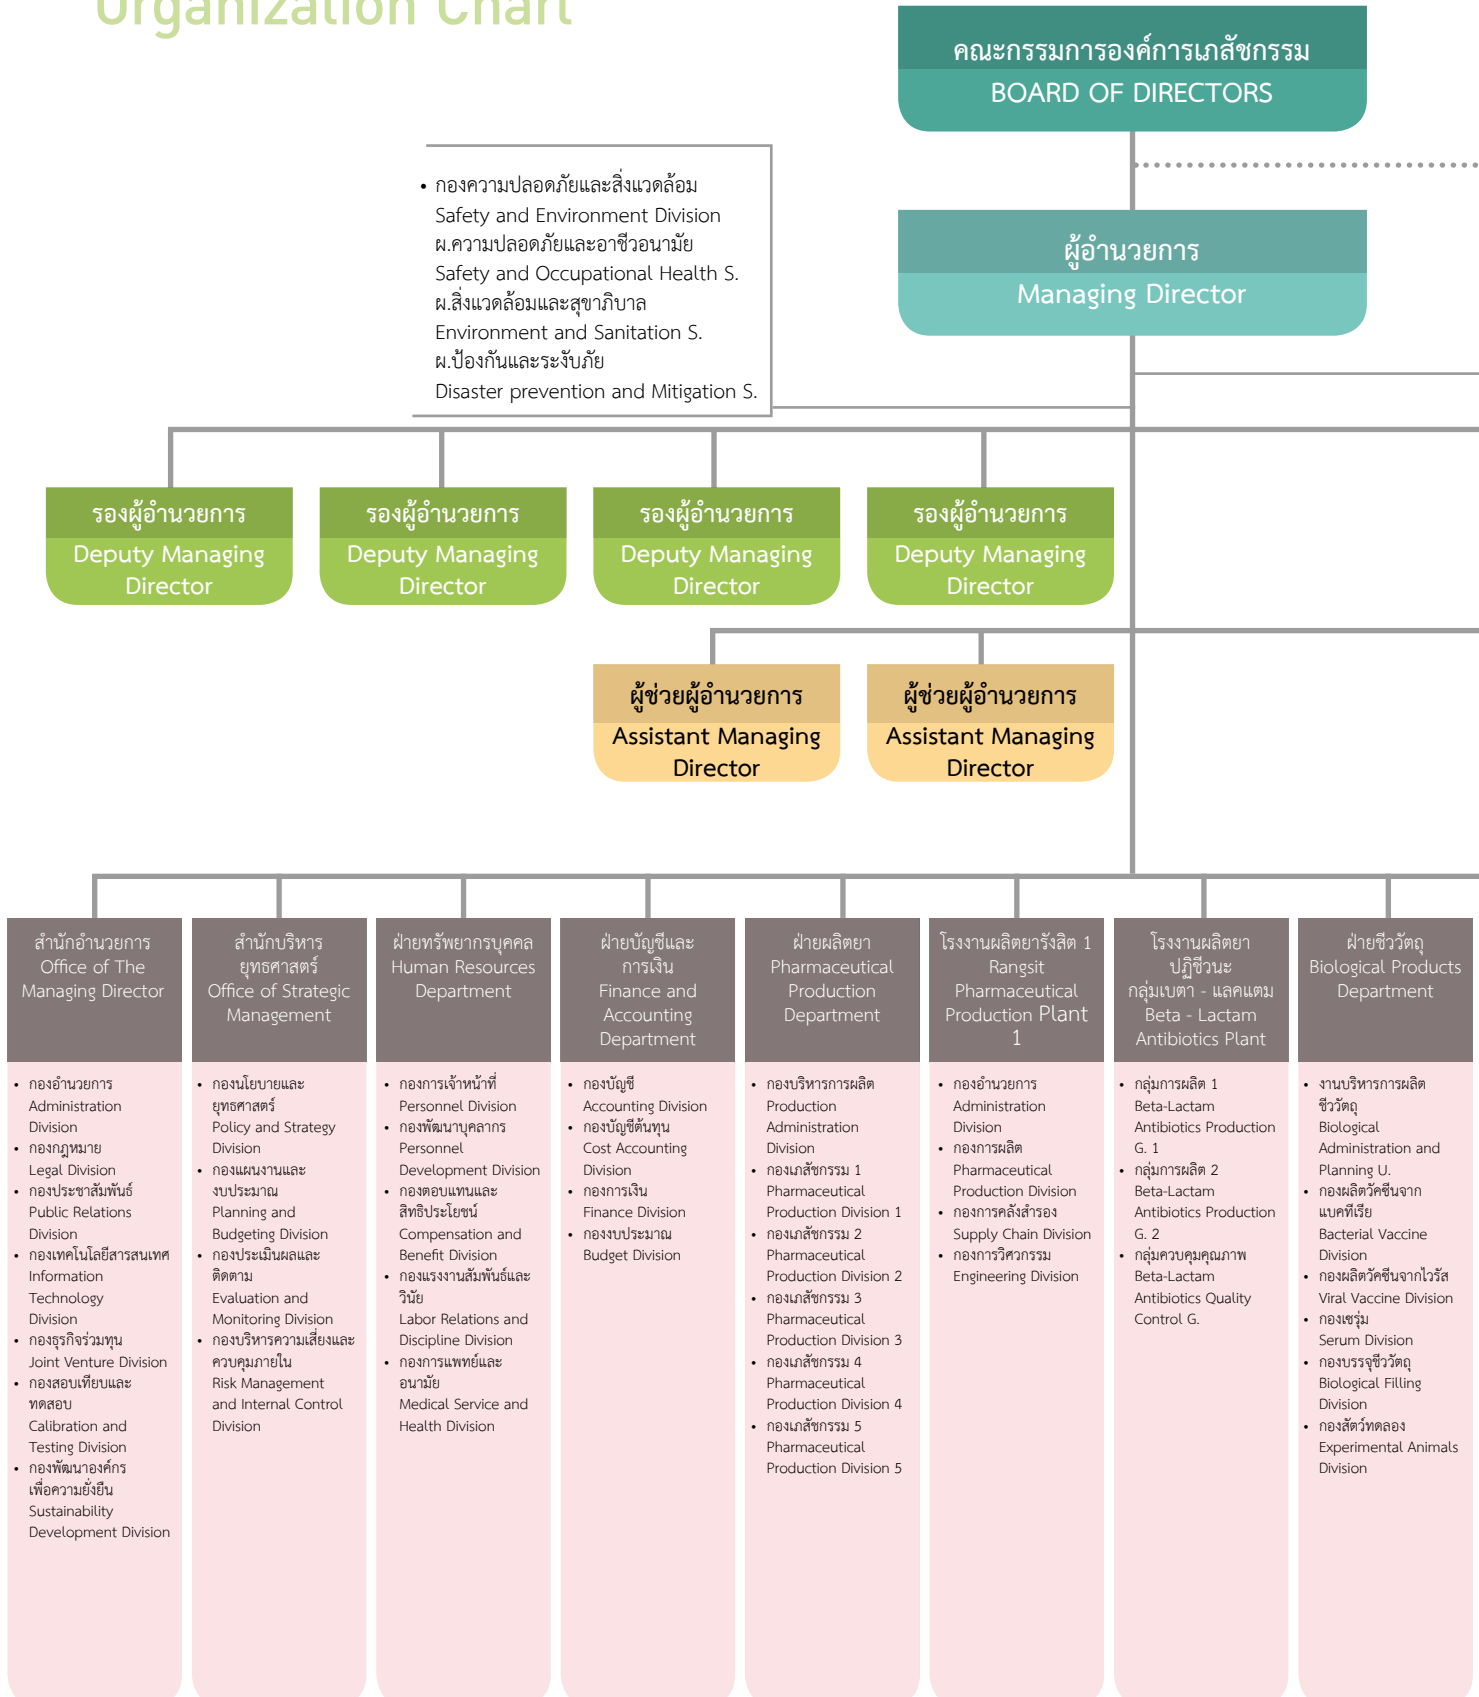 Organization Chart
คณะกรรมการองค์การเภสัชกรรม
BOARD OF DIRECTORS
• กองความปลอดภัยและสิ่งแวดล้อม
Safety and Environment Division
ผ.ความปลอดภัยและอาชีวอนามัย
Safety and Occupational Health S.
ผ.สิ่งแวดล้อมและสุขาภิบาล
Environment and Sanitation S.
ผ.ป้องกันและระงับภัย
Disaster prevention and Mitigation S.
ผู้อำนวยการ
Managing Director
รองผู้อำนวยการ
Deputy Managing
Director
รองผู้อำนวยการ
Deputy Managing
Director
รองผู้อำนวยการ
Deputy Managing
Director
รองผู้อำนวยการ
Deputy Managing
Director
ผู้ช่วยผู้อำนวยการ
Assistant Managing
Director
ผู้ช่วยผู้อำนวยการ
Assistant Managing
Director
สำนักอำนวยการ
Office of The
Managing Director
• กองอำนวยการ
Administration
Division
• กองกฎหมาย
Legal Division
• กองประชาสัมพันธ์
Public Relations
Division
• กองเทคโนโลยีสารสนเทศ
Information
Technology
Division
• กองธุรกิจร่วมทุน
Joint Venture Division
• กองสอบเทียบและ
ทดสอบ
Calibration and
Testing Division
• กองพัฒนาองค์กร
เพื่อความยั่งยืน
Sustainability
Development Division
สำนักบริหาร
ยุทธศาสตร์
Office of Strategic
Management
• กองนโยบายและ
ยุทธศาสตร์
Policy and Strategy
Division
• กองแผนงานและ
งบประมาณ
Planning and
Budgeting Division
• กองประเมินผลและ
ติดตาม
Evaluation and
Monitoring Division
• กองบริหารความเสี่ยงและ
ควบคุมภายใน
Risk Management
and Internal Control
Division
ฝ่ายทรัพยากรบุคคล
Human Resources
Department
• กองการเจ้าหน้าที่
Personnel Division
• กองพัฒนาบุคลากร
Personnel
Development Division
• กองตอบแทนและ
สิทธิประโยชน์
Compensation and
Benefit Division
• กองแรงงานสัมพันธ์และ
วินัย
Labor Relations and
Discipline Division
• กองการแพทย์และ
อนามัย
Medical Service and
Health Division
ฝ่ายบัญชีและ
การเงิน
Finance and
Accounting
Department
• กองบัญชี
Accounting Division
• กองบัญชีต้นทุน
Cost Accounting
Division
• กองการเงิน
Finance Division
• กองงบประมาณ
Budget Division
ฝ่ายผลิตยา
Pharmaceutical
Production
Department
• กองบริหารการผลิต
Production
Administration
Division
• กองเภสัชกรรม 1
Pharmaceutical
Production Division 1
• กองเภสัชกรรม 2
Pharmaceutical
Production Division 2
• กองเภสัชกรรม 3
Pharmaceutical
Production Division 3
• กองเภสัชกรรม 4
Pharmaceutical
Production Division 4
• กองเภสัชกรรม 5
Pharmaceutical
Production Division 5
โรงงานผลิตยารังสิต 1
Rangsit
Pharmaceutical
Production Plant
1
• กองอำนวยการ
Administration
Division
• กองการผลิต
Pharmaceutical
Production Division
• กองการคลังสำรอง
Supply Chain Division
• กองการวิศวกรรม
Engineering Division
โรงงานผลิตยา
ปฏิชีวนะ
กลุ่มเบตา - แลคแตม
Beta - Lactam
Antibiotics Plant
• กลุ่มการผลิต 1
Beta-Lactam
Antibiotics Production
G. 1
• กลุ่มการผลิต 2
Beta-Lactam
Antibiotics Production
G. 2
• กลุ่มควบคุมคุณภาพ
Beta-Lactam
Antibiotics Quality
Control G.
ฝ่ายชีววัตถุ
Biological Products
Department
• งานบริหารการผลิต
ชีววัตถุ
Biological
Administration and
Planning U.
• กองผลิตวัคซีนจาก
แบคทีเรีย
Bacterial Vaccine
Division
• กองผลิตวัคซีนจากไวรัส
Viral Vaccine Division
• กองเซรุ่ม
Serum Division
• กองบรรจุชีววัตถุ
Biological Filling
Division
• กองสัตว์ทดลอง
Experimental Animals
Division